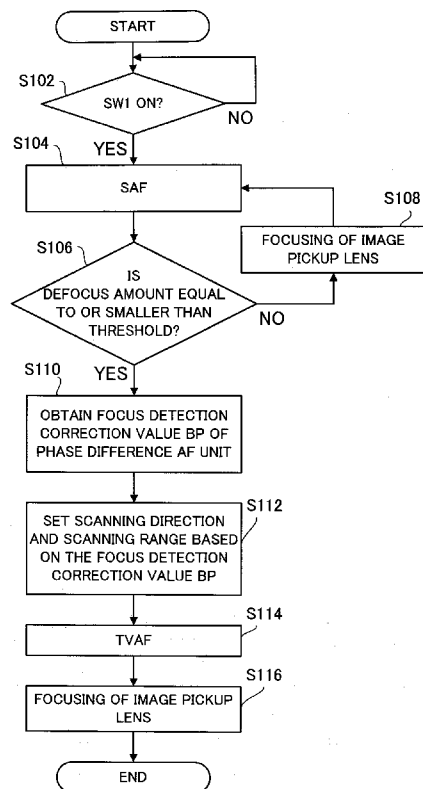 START
S102
SW1 ON?
NO
YES
S104
SAF
S108
FOCUSING OF IMAGE
PICKUP LENS
S106
IS
DEFOCUS AMOUNT EQUAL
TO OR SMALLER THAN
THRESHOLD?
NO
YES
S110
OBTAIN FOCUS DETECTION
CORRECTION VALUE BP OF
PHASE DIFFERENCE AF UNIT
S112
SET SCANNING DIRECTION
AND SCANNING RANGE BASED
ON THE FOCUS DETECTION
CORRECTION VALUE BP
S114
TVAF
S116
FOCUSING OF IMAGE PICKUP
LENS
END